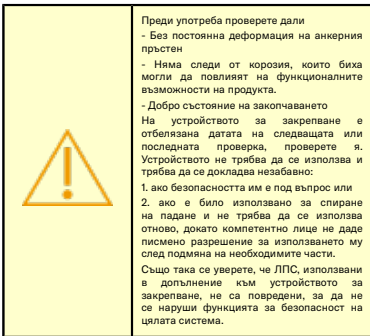 Преди употреба проверете дали
- Без постоянна деформация на анкерния
пръстен
- Няма следи от корозия, които биха
могли да повлияят на функционалните
възможности на продукта.
- Добро състояние на закопчаването
На устройството за закрепване е
отбелязана датата на следващата или
последната проверка, проверете я.
Устройството не трябва да се използва и
трябва да се докладва незабавно:
1. ако безопасността им е под въпрос или
2. ако е било използвано за спиране
на падане и не трябва да се използва
отново, докато компетентно лице не даде
писмено разрешение за използването му
след подмяна на необходимите части.
Също така се уверете, че ЛПС, използвани
в допълнение към устройството за
закрепване, не са повредени, за да не
се наруши функцията за безопасност на
цялата система.